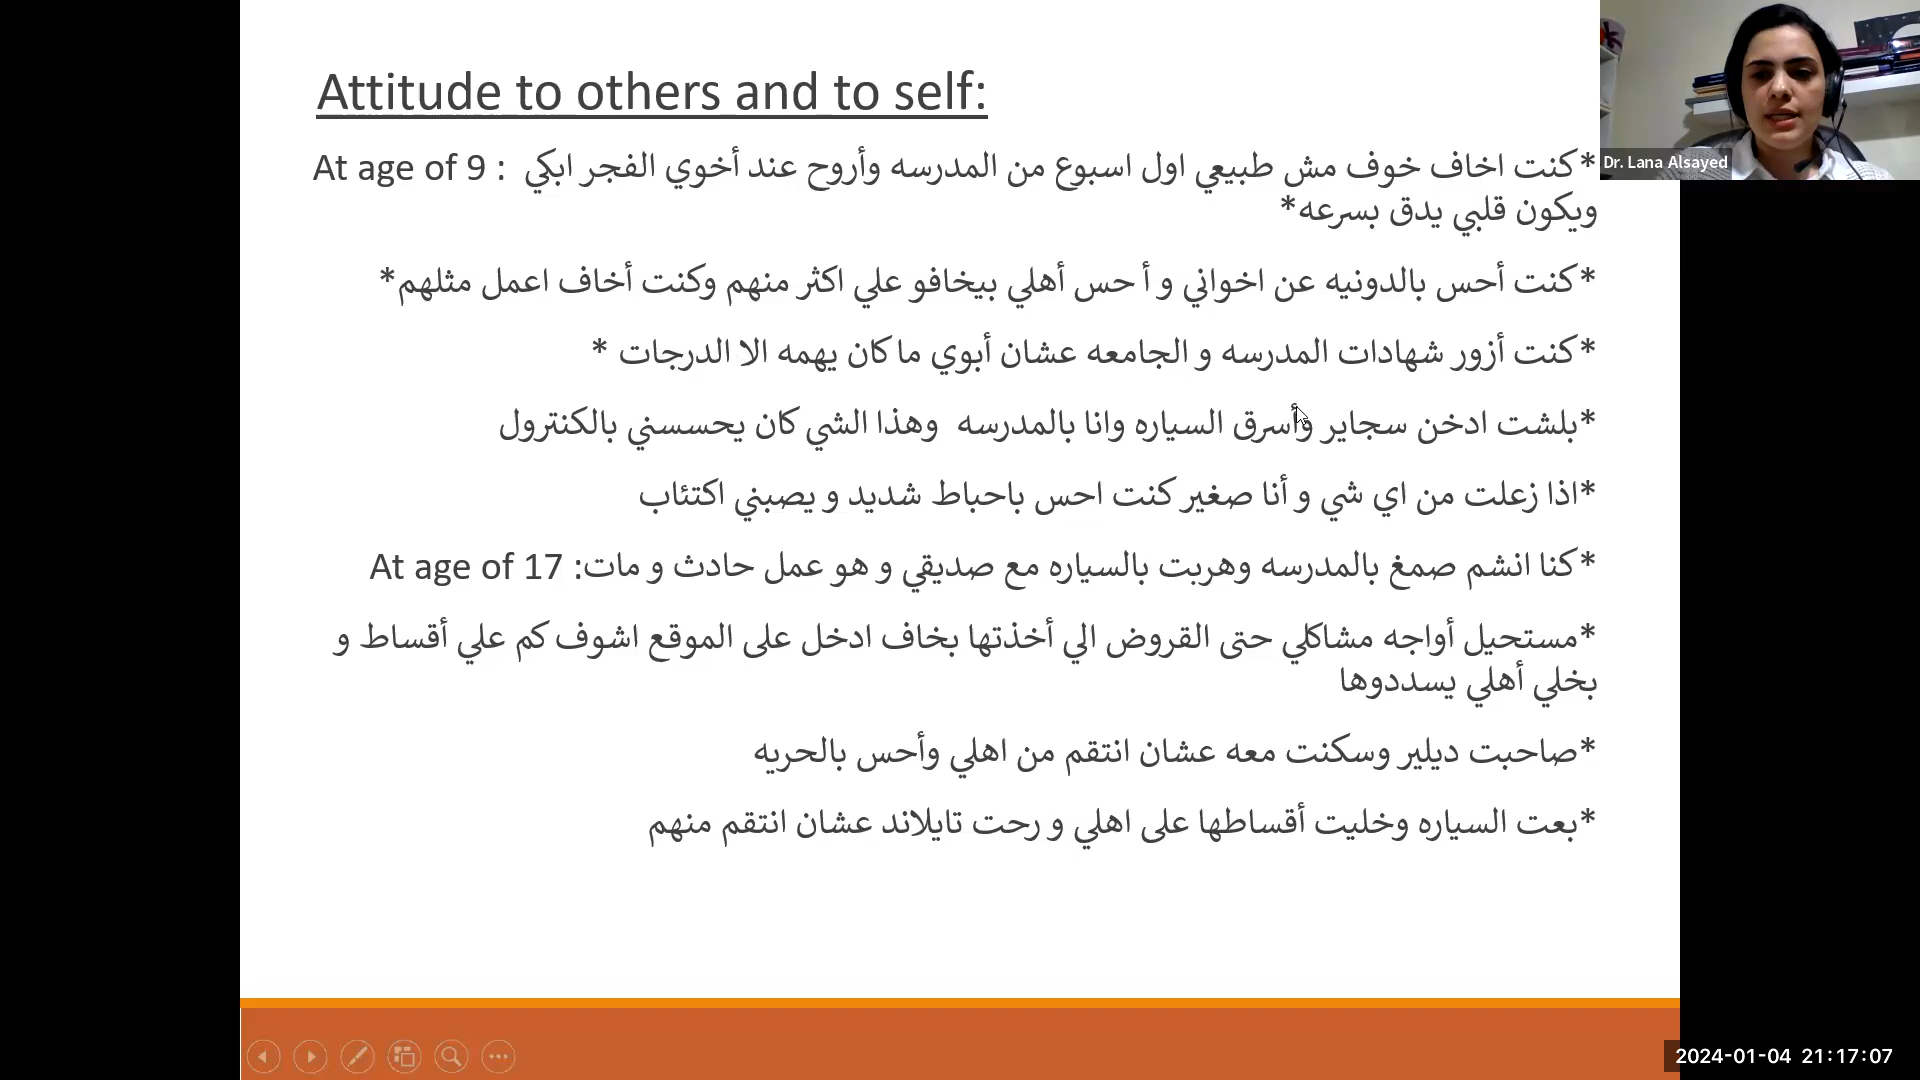 Attitude to others and to self:
*كنت اخاف خوف مش طبيعي اول اسبوع من المدرسه وأروح عند أخوي الفجر ابكي : At age of 9
ويكون قلبي يدق بسرعه*
*كنت أحس بالدونيه عن اخواني و أ حس أهلي بيخافو علي اكثر منهم وكنت أخاف اعمل مثلهم*
*كنت أزور شهادات المدرسه و الجامعه عشان أبوي ما كان يهمه الا الدرجات *
*بلشت ادخن سجاير وأسرق السياره وانا بالمدرسه وهذا الشي كان يحسسني بالكنترول
*اذا زعلت من اي شي و أنا صغير كنت احس باحباط شديد و يصبني اكتئاب
*كنا انشم صمغ بالمدرسه وهربت بالسياره مع صديقي و هو عمل حادث و مات: At age of 17
*مستحيل أواجه مشاكلي حتى القروض الي أخذتها بخاف ادخل على الموقع اشوف كم علي أقساط و
بخلي أهلي يسددوها
*صاحبت ديلير وسكنت معه عشان انتقم من اهلي وأحس بالحريه
*بعت السياره وخليت أقساطها على اهلي و رحت تايلاند عشان انتقم منهم
Dr. Lana Alsayed
2024-01-04 21:17:07